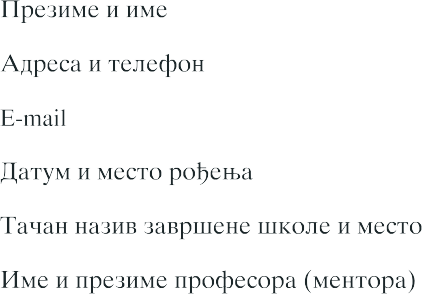 Презиме и име
Адреса и телефон
E-mail
Датум и место рођења
Тачан назив завршене школе и место
Име и презиме професора (ментора)